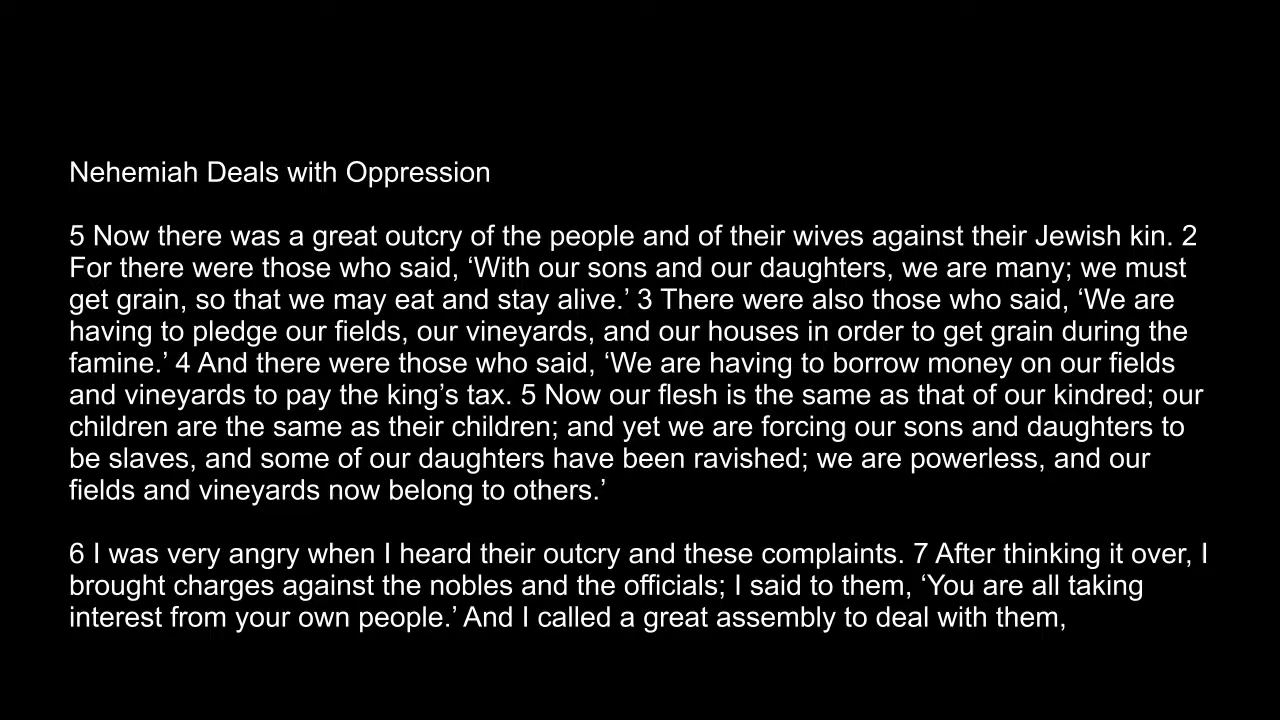 Nehemiah Deals with Oppression
5 Now there was a great outcry of the people and of their wives against their Jewish kin. 2
For there were those who said, ‘With our sons and our daughters, we are many; we must
get grain, so that we may eat and stay alive.’ 3 There were also those who said, ‘We are
having to pledge our fields, our vineyards, and our houses in order to get grain during the
famine.’ 4 And there were those who said, ‘We are having to borrow money on our fields
and vineyards to pay the king’s tax. 5 Now our flesh is the same as that of our kindred; our
children are the same as their children; and yet we are forcing our sons and daughters to
be slaves, and some of our daughters have been ravished; we are powerless, and our
fields and vineyards now belong to others.’
6 I was very angry when I heard their outcry and these complaints. 7 After thinking it over, I
brought charges against the nobles and the officials; I said to them, ‘You are all taking
interest from your own people.’ And I called a great assembly to deal with them,